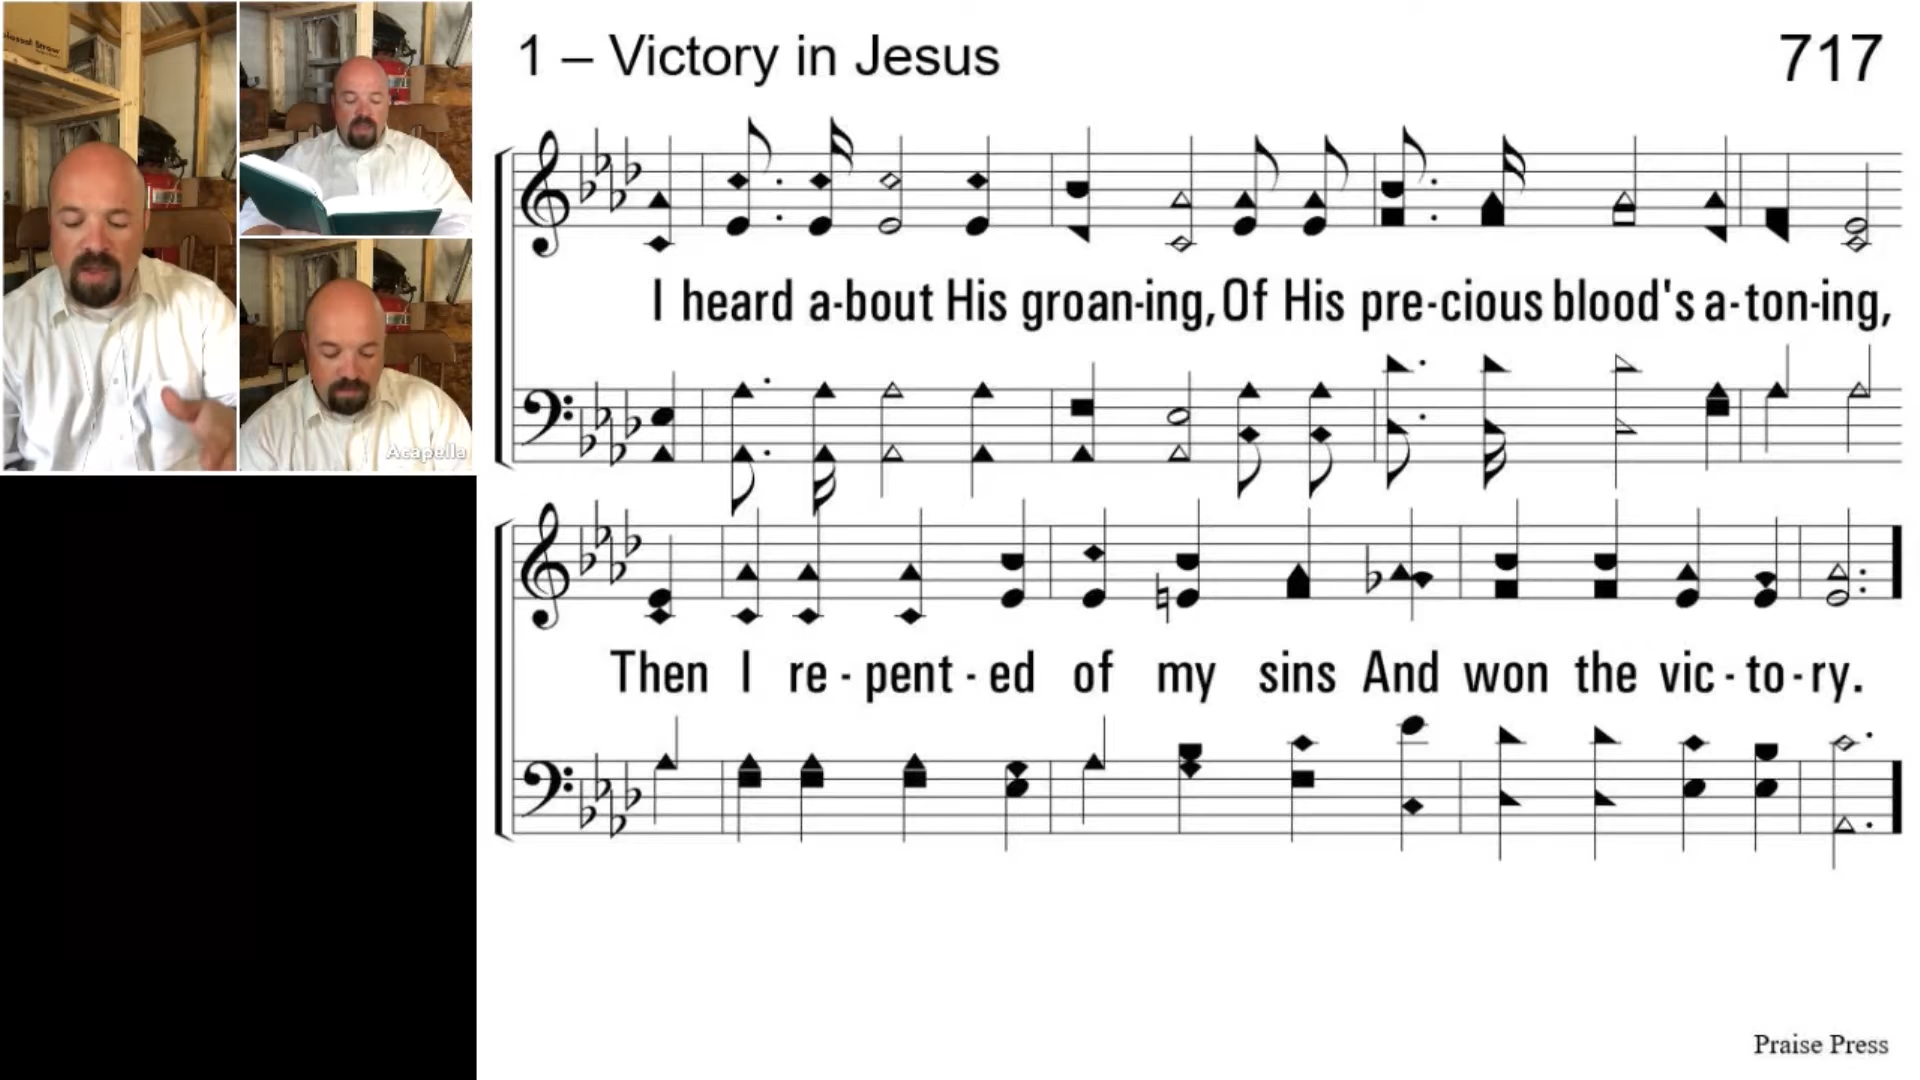 1 – Victory in Jesus
717
I heard a-bout His groan-ing, Of His pre-cious blood's a-ton-ing,
Then I re - pent - ed of my sins And won the vic - to - ry.
Acapella
Praise Press